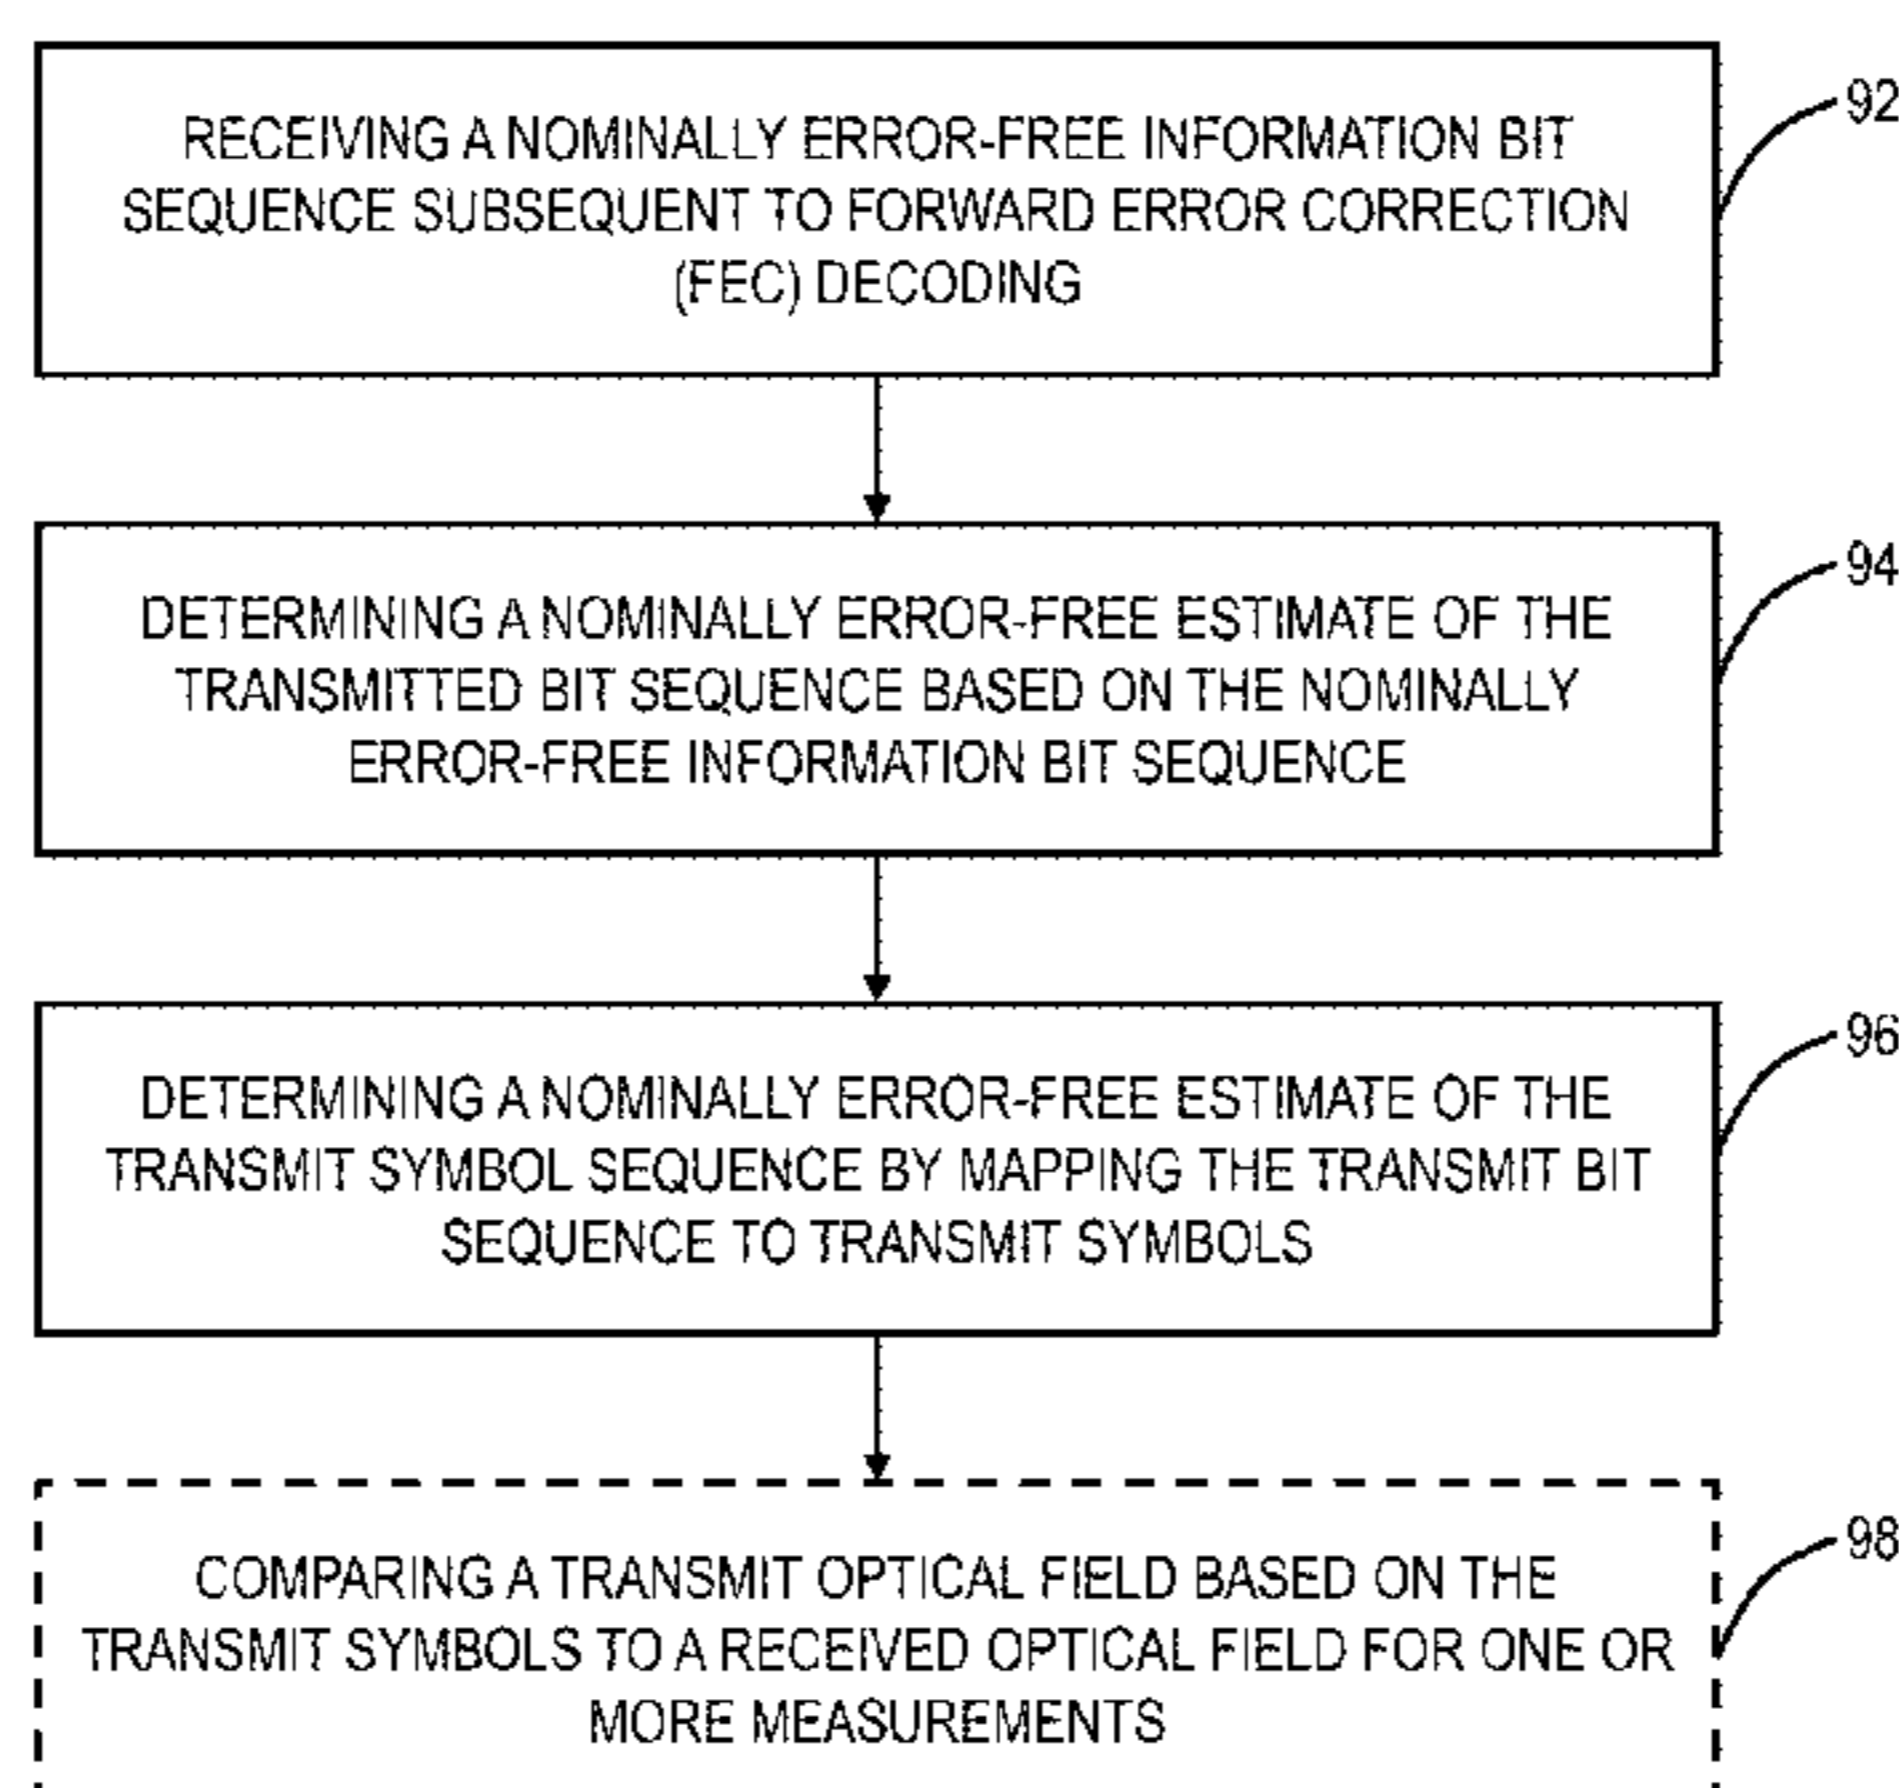 RECEIVING A NOMINALLY ERROR-FREE INFORMATION BIT
SEQUENCE SUBSEQUENT TO FORWARD ERROR CORRECTION
(FEC) DECODING
92
DETERMINING A NOMINALLY ERROR-FREE ESTIMATE OF THE
TRANSMITTED BIT SEQUENCE BASED ON THE NOMINALLY
ERROR-FREE INFORMATION BIT SEQUENCE
94
DETERMINING A NOMINALLY ERROR-FREE ESTIMATE OF THE
TRANSMIT SYMBOL SEQUENCE BY MAPPING THE TRANSMIT BIT
SEQUENCE TO TRANSMIT SYMBOLS
96
COMPARING A TRANSMIT OPTICAL FIELD BASED ON THE
TRANSMIT SYMBOLS TO A RECEIVED OPTICAL FIELD FOR ONE OR
MORE MEASUREMENTS
98